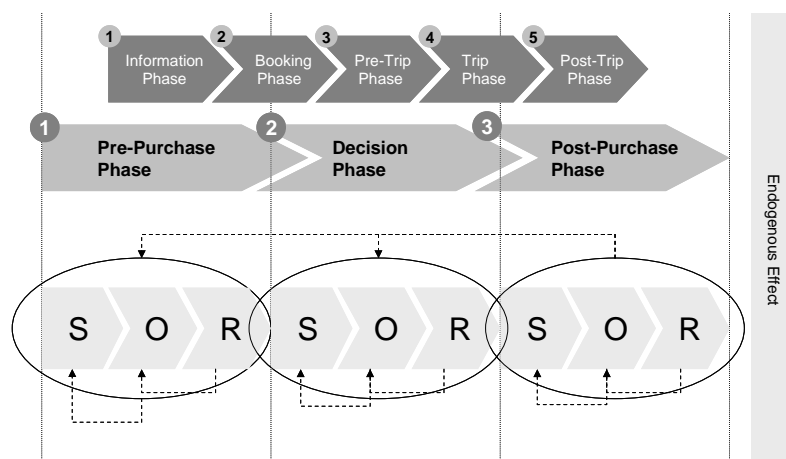 1
Information
Phase
2
Booking
Phase
3
Pre-Trip
Phase
4
Trip
Phase
5
Post-Trip
Phase
1
Pre-Purchase
Phase
2
Decision
Phase
3
Post-Purchase
Phase
S O R
S O R
S O R
Endogenous Effect